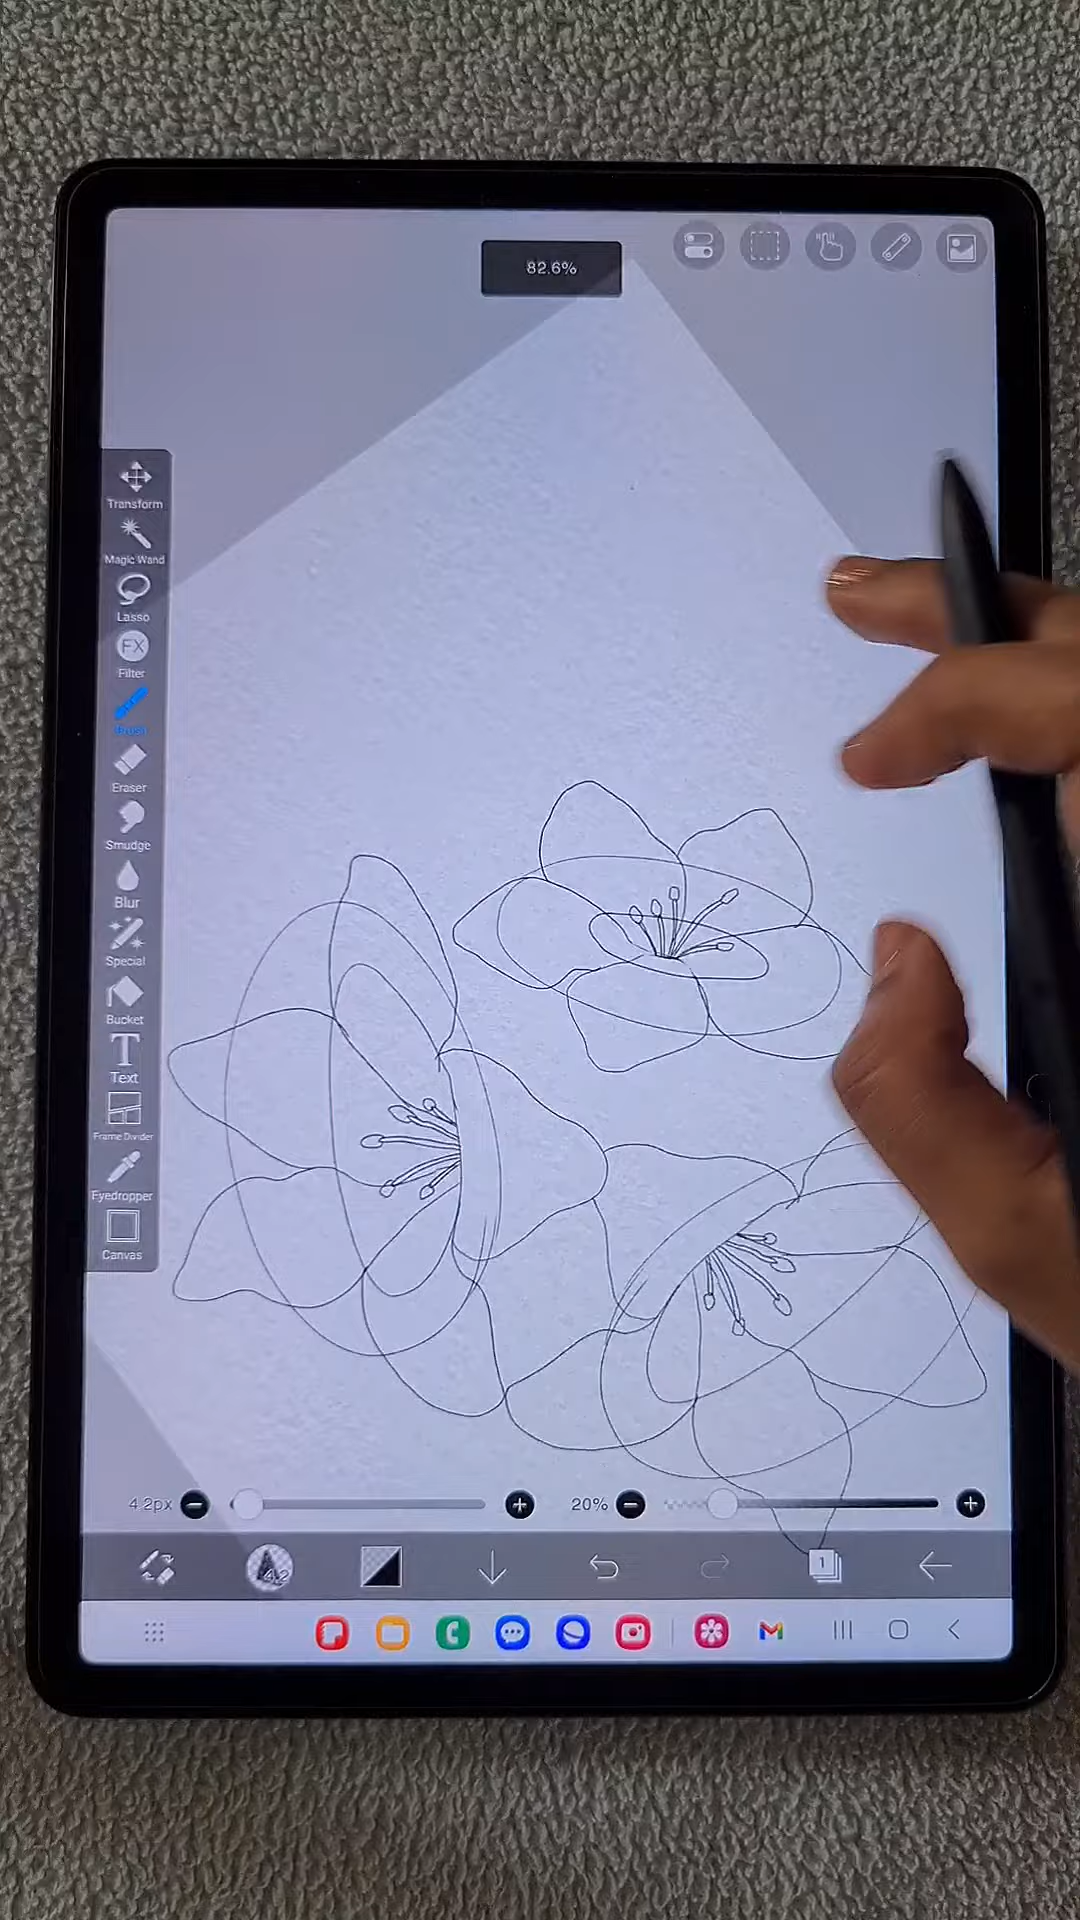 82.6%
Transform
Magic Wand
Lasso
FX
Filter
Brush
Eraser
Smudge
Blur
Special
Bucket
T
Text
Frame Divider
Eyedropper
Canvas
4.2px
20%
4.2
1